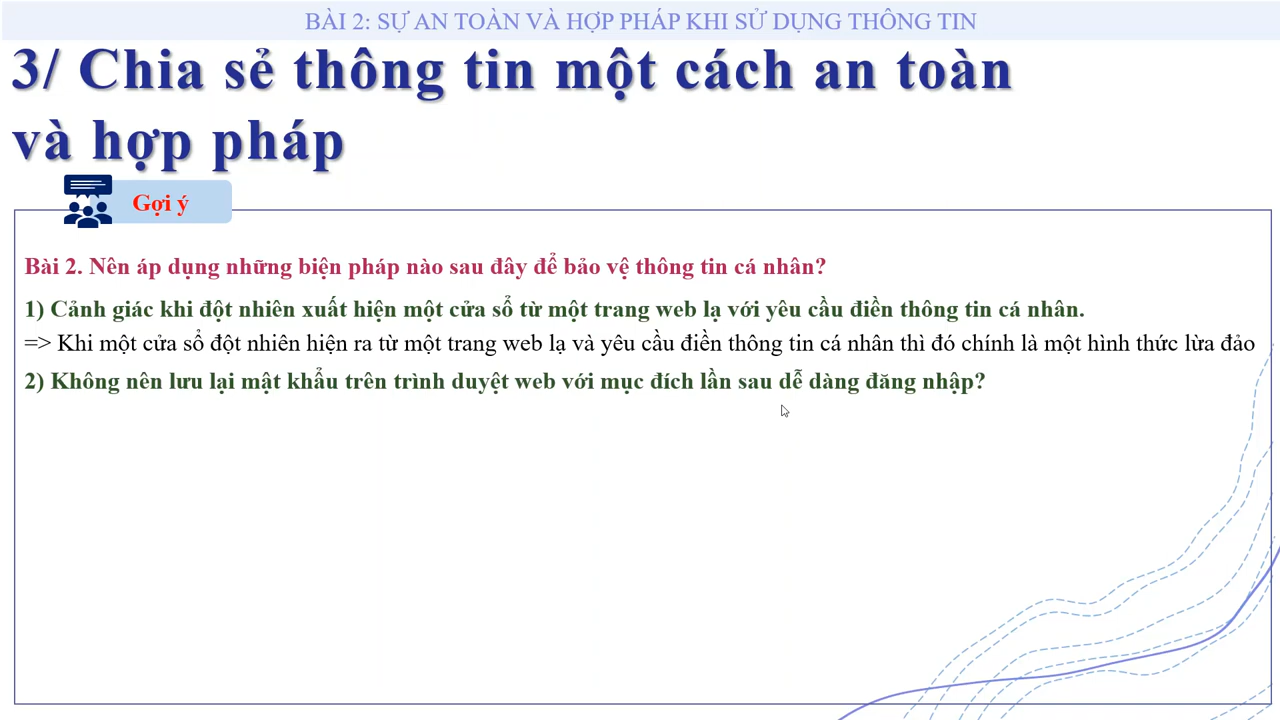 BÀI 2: SỰ AN TOÀN VÀ HỢP PHÁP KHI SỬ DỤNG THÔNG TIN
3/ Chia sẻ thông tin một cách an toàn
và hợp pháp
Gợi ý
Bài 2. Nên áp dụng những biện pháp nào sau đây để bảo vệ thông tin cá nhân?
1) Cảnh giác khi đột nhiên xuất hiện một cửa sổ từ một trang web lạ với yêu cầu điền thông tin cá nhân.
=> Khi một cửa sổ đột nhiên hiện ra từ một trang web lạ và yêu cầu điền thông tin cá nhân thì đó chính là một hình thức lừa đảo
2) Không nên lưu lại mật khẩu trên trình duyệt web với mục đích lần sau dễ dàng đăng nhập?